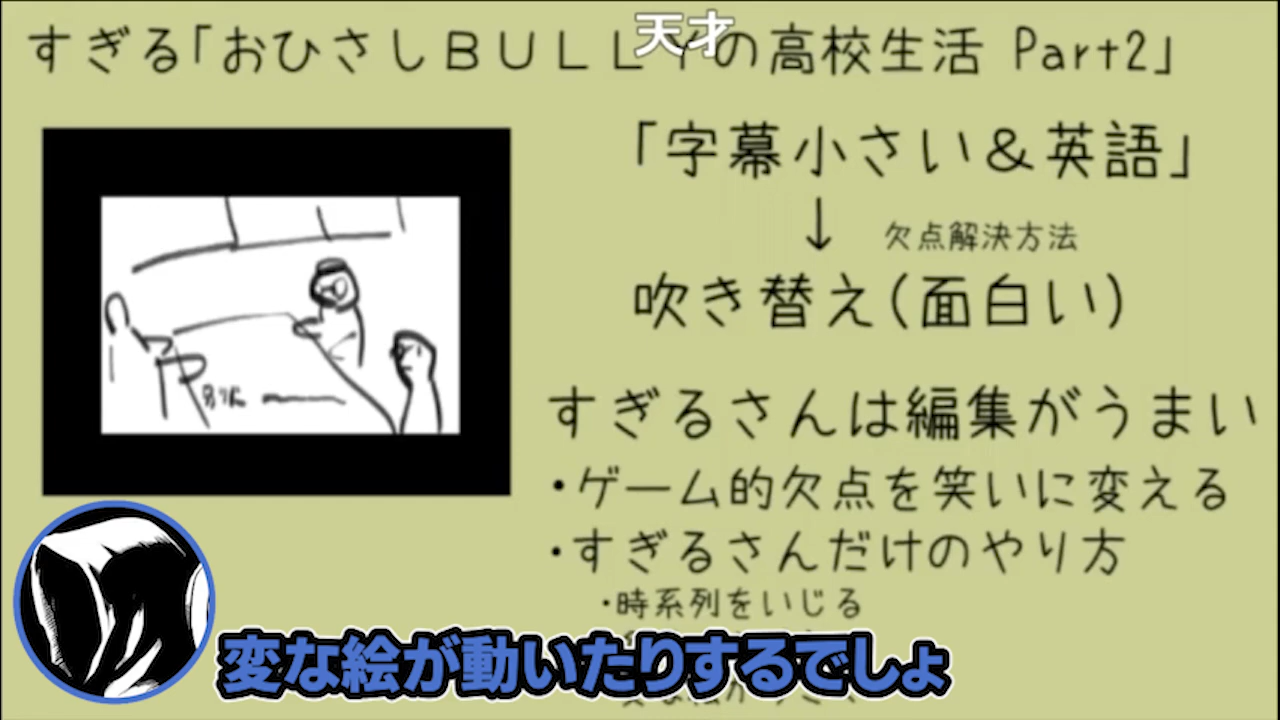 すぎる「おひさしBULLYの高校生活 Part2」
天才
「字幕小さい＆英語」
↓ 欠点解決方法
吹き替え(面白い)
すぎるさんは編集がうまい
・ゲーム的欠点を笑いに変える
・すぎるさんだけのやり方
・時系列をいじる
変な絵が動いたりするでしょ